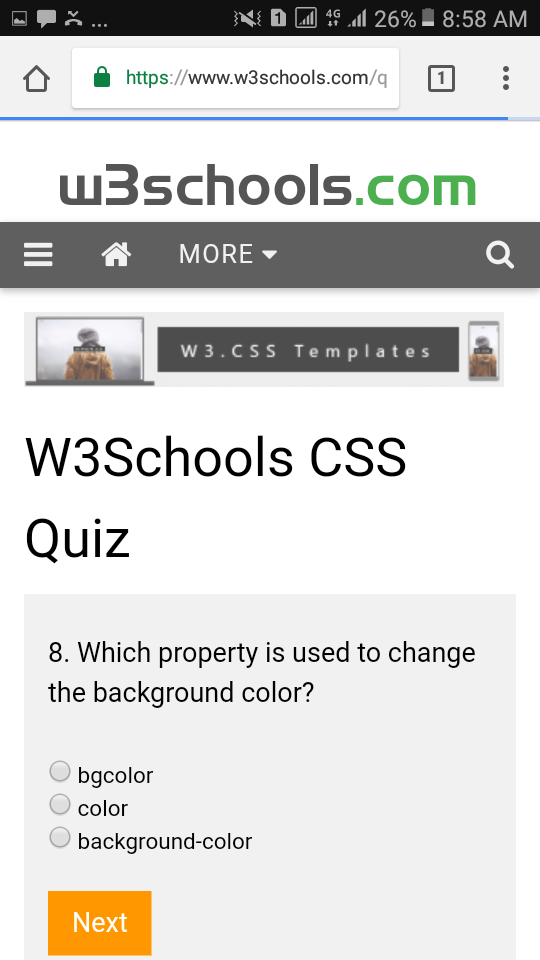 ... 1 4G 26% 8:58 AM
https://www.w3schools.com/q 1
w3schools.com
MORE
W3.CSS Templates
W3Schools CSS
Quiz
8. Which property is used to change
the background color?
bgcolor
color
background-color
Next